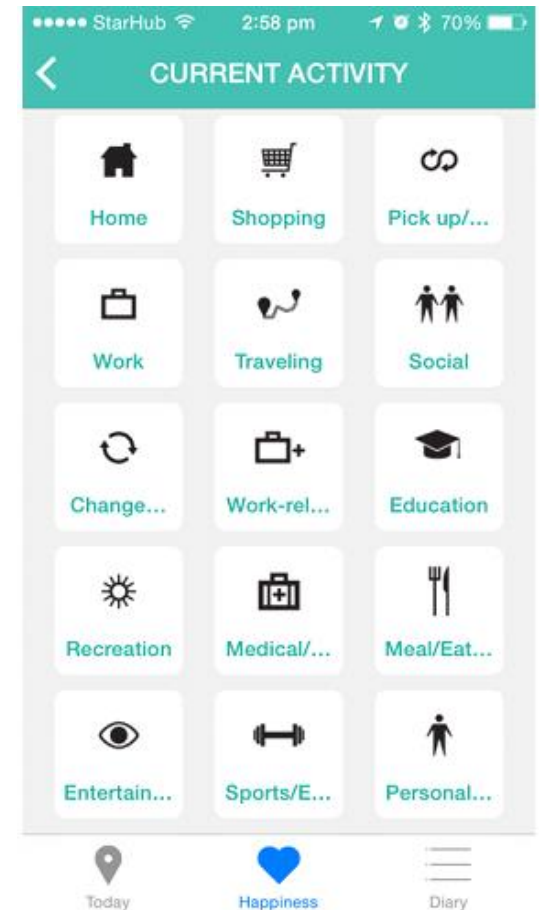 StarHub 2:58 pm 70%
CURRENT ACTIVITY
Home Shopping Pick up/...
Work Traveling Social
Change... Work-rel... Education
Recreation Medical/... Meal/Eat...
Entertain... Sports/E... Personal...
Today Happiness Diary